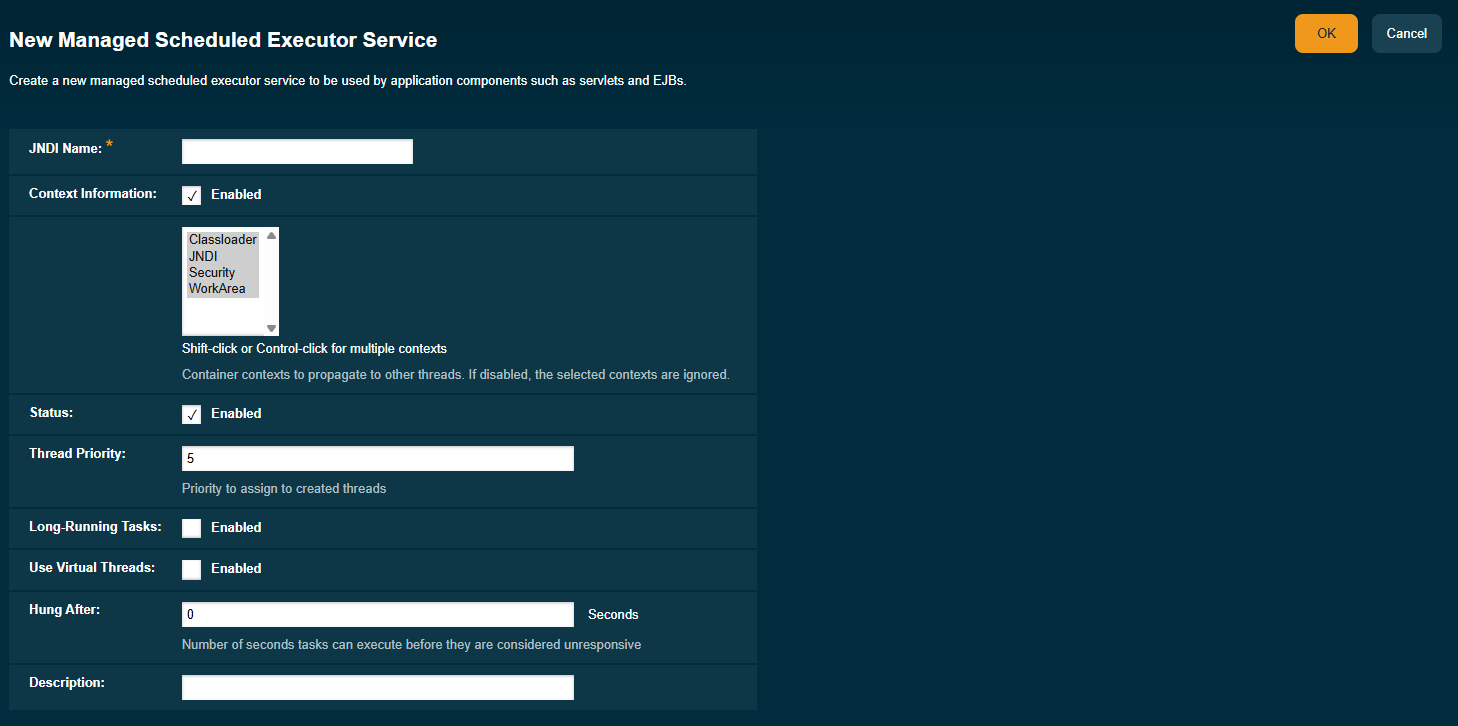 New Managed Scheduled Executor Service
OK
Cancel
Create a new managed scheduled executor service to be used by application components such as servlets and EJBs.
JNDI Name: *
Context Information:
Enabled
Classloader
JNDI
Security
WorkArea
Shift-click or Control-click for multiple contexts
Container contexts to propagate to other threads. If disabled, the selected contexts are ignored.
Status:
Enabled
Thread Priority:
5
Priority to assign to created threads
Long-Running Tasks:
Enabled
Use Virtual Threads:
Enabled
Hung After:
0
Seconds
Number of seconds tasks can execute before they are considered unresponsive
Description: